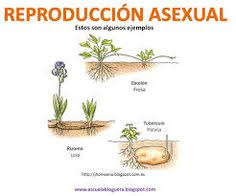 REPRODUCCIÓN ASEXUAL
Estos son algunos ejemplos
Estolón
Fresa
Tubérculo
Patata
Rizoma
Lirio
www.escuelabloguera.blogspot.com